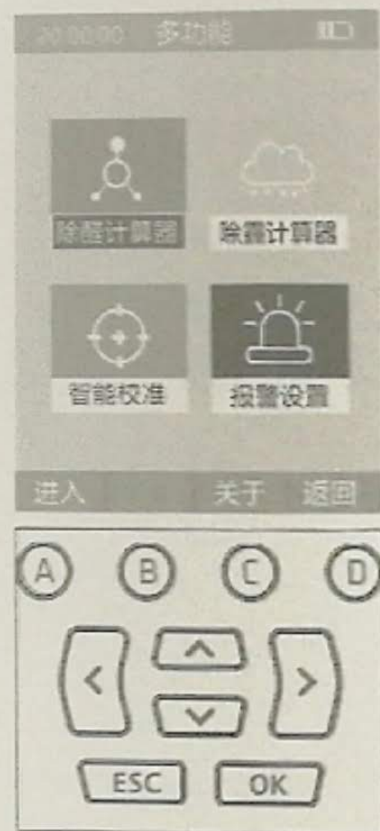 20:00:00 多功能
除醛计算器 除霾计算器
智能校准 报警设置
进入 关于 返回
A B C D
ESC OK